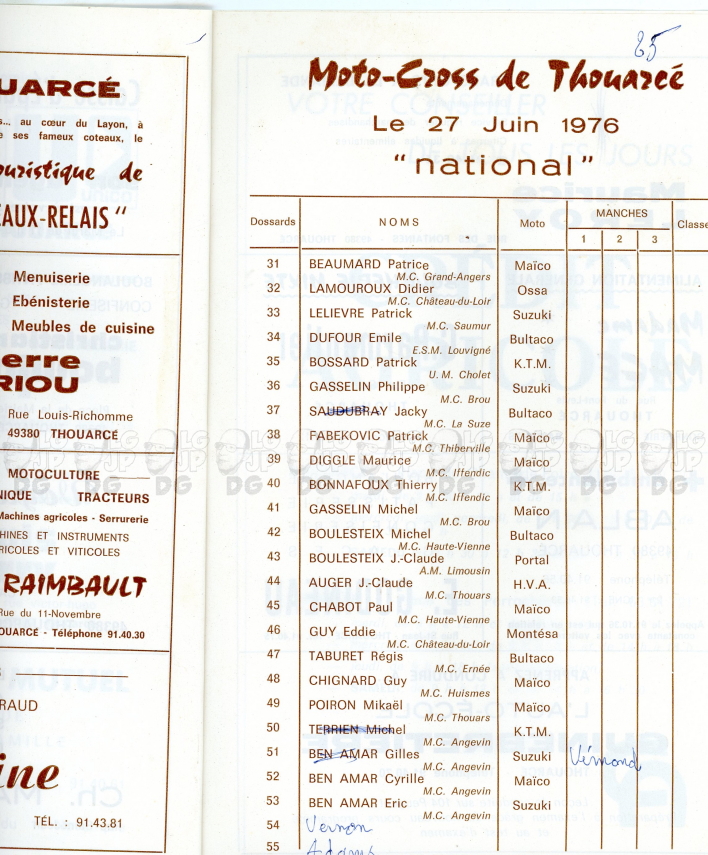 UARCÉ
s... au cœur du Layon, à
e ses fameux coteaux, le
ouristique de
EAUX-RELAIS "
Menuiserie
Ebénisterie
Meubles de cuisine
erre
RIOU
Rue Louis-Richomme
49380 THOUARCÉ
MOTOCULTURE
NIQUE TRACTEURS
Machines agricoles - Serrurerie
HINES ET INSTRUMENTS
RICOLES ET VITICOLES
RAIMBAULT
Rue du 11-Novembre
OUARCÉ - Téléphone 91.40.30
RAUD
ine
TÉL. : 91.43.81
85
Moto-Cross de Thouarcé
Le 27 Juin 1976
"national"
Dossards NOMS Moto MANCHES Classe
1 2 3
31 BEAUMARD Patrice Maïco
M.C. Grand-Angers
32 LAMOUROUX Didier Ossa
M.C. Château-du-Loir
33 LELIEVRE Patrick Suzuki
M.C. Saumur
34 DUFOUR Emile Bultaco
E.S.M. Louvigné
35 BOSSARD Patrick K.T.M.
U.M. Cholet
36 GASSELIN Philippe Suzuki
M.C. Brou
37 SAUDUBRAY Jacky Bultaco
M.C. La Suze
38 FABEKOVIC Patrick Maïco
M.C. Thiberville
39 DIGGLE Maurice Maïco
M.C. Iffendic
40 BONNAFOUX Thierry K.T.M.
M.C. Iffendic
41 GASSELIN Michel Maïco
M.C. Brou
42 BOULESTEIX Michel Bultaco
M.C. Haute-Vienne
43 BOULESTEIX J.-Claude Portal
A.M. Limousin
44 AUGER J.-Claude H.V.A.
M.C. Thouars
45 CHABOT Paul Maïco
M.C. Haute-Vienne
46 GUY Eddie Montésa
M.C. Château-du-Loir
47 TABURET Régis Bultaco
M.C. Ernée
48 CHIGNARD Guy Maïco
M.C. Huismes
49 POIRON Mikaël Maïco
M.C. Thouars
50 TERRIEN Michel K.T.M.
M.C. Angevin
51 BEN AMAR Gilles Suzuki Vémond
M.C. Angevin
52 BEN AMAR Cyrille Maïco
M.C. Angevin
53 BEN AMAR Eric Suzuki
M.C. Angevin
54 Vernon
55 Adams
LG JP DG